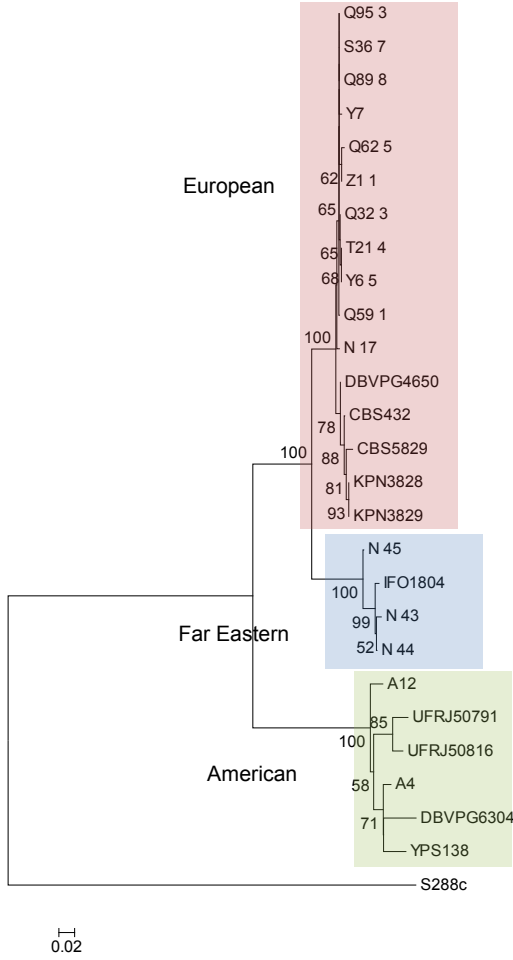 Q95 3
S36 7
Q89 8
Y7
Q62 5
62 Z1 1
European
65 Q32 3
65 T21 4
68 Y6 5
Q59 1
100
N 17
DBVPG4650
CBS432
78
100 88 CBS5829
81 KPN3828
93 KPN3829
N 45
100 IFO1804
99 N 43
Far Eastern
52 N 44
A12
85 UFRJ50791
100
UFRJ50816
American
58 A4
71 DBVPG6304
YPS138
S288c
0.02